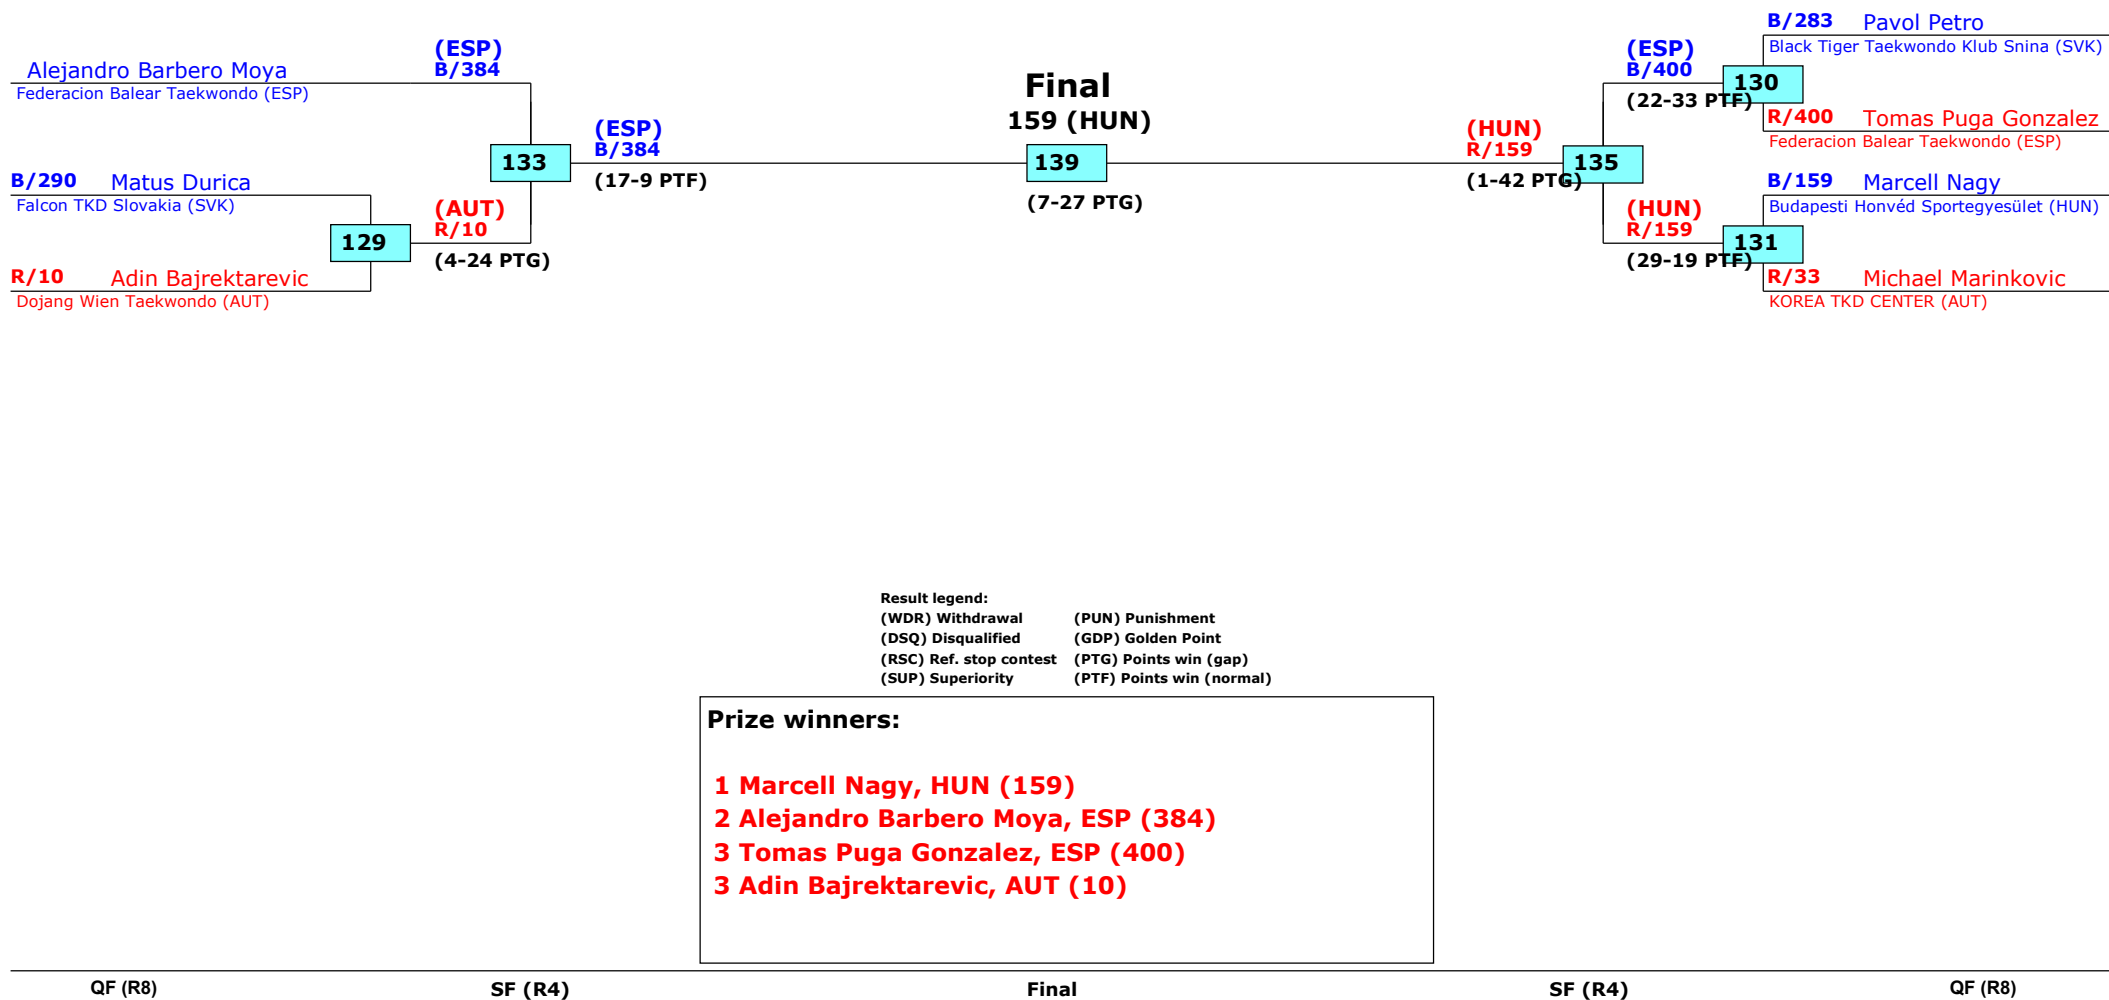 Alejandro Barbero Moya
Federacion Balear Taekwondo (ESP)
B/290 Matus Durica
Falcon TKD Slovakia (SVK)
129
R/10 Adin Bajrektarevic
Dojang Wien Taekwondo (AUT)
(ESP)
B/384
133
(AUT)
R/10
(4-24 PTG)
(ESP)
B/384
(17-9 PTF)
Final
159 (HUN)
139
(7-27 PTG)
(HUN)
R/159
135
(1-42 PTG)
(ESP)
B/400
(22-33 PTF)
(HUN)
R/159
(29-19 PTF)
B/283 Pavol Petro
Black Tiger Taekwondo Klub Snina (SVK)
130
R/400 Tomas Puga Gonzalez
Federacion Balear Taekwondo (ESP)
B/159 Marcell Nagy
Budapesti Honvéd Sportegyesület (HUN)
131
R/33 Michael Marinkovic
KOREA TKD CENTER (AUT)
Result legend:
(WDR) Withdrawal (PUN) Punishment
(DSQ) Disqualified (GDP) Golden Point
(RSC) Ref. stop contest (PTG) Points win (gap)
(SUP) Superiority (PTF) Points win (normal)
Prize winners:
1 Marcell Nagy, HUN (159)
2 Alejandro Barbero Moya, ESP (384)
3 Tomas Puga Gonzalez, ESP (400)
3 Adin Bajrektarevic, AUT (10)
QF (R8) SF (R4) Final SF (R4) QF (R8)